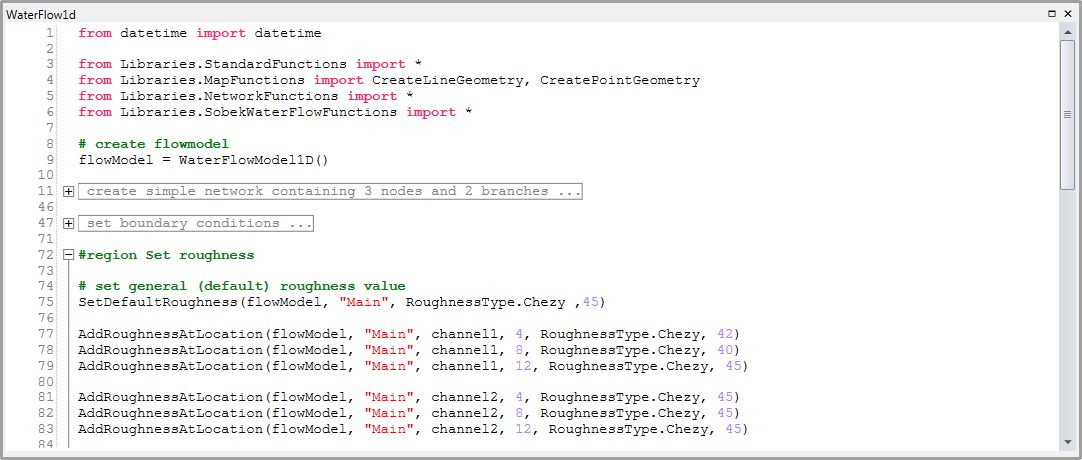 WaterFlow1d
1 from datetime import datetime
2
3 from Libraries.StandardFunctions import *
4 from Libraries.MapFunctions import CreateLineGeometry, CreatePointGeometry
5 from Libraries.NetworkFunctions import *
6 from Libraries.SobekWaterFlowFunctions import *
7
8 # create flowmodel
9 flowModel = WaterFlowModel1D()
10
11 create simple network containing 3 nodes and 2 branches ...
46
47 set boundary conditions ...
71
72 #region Set roughness
73
74 # set general (default) roughness value
75 SetDefaultRoughness(flowModel, "Main", RoughnessType.Chezy ,45)
76
77 AddRoughnessAtLocation(flowModel, "Main", channel1, 4, RoughnessType.Chezy, 42)
78 AddRoughnessAtLocation(flowModel, "Main", channel1, 8, RoughnessType.Chezy, 40)
79 AddRoughnessAtLocation(flowModel, "Main", channel1, 12, RoughnessType.Chezy, 45)
80
81 AddRoughnessAtLocation(flowModel, "Main", channel2, 4, RoughnessType.Chezy, 45)
82 AddRoughnessAtLocation(flowModel, "Main", channel2, 8, RoughnessType.Chezy, 45)
83 AddRoughnessAtLocation(flowModel, "Main", channel2, 12, RoughnessType.Chezy, 45)
84